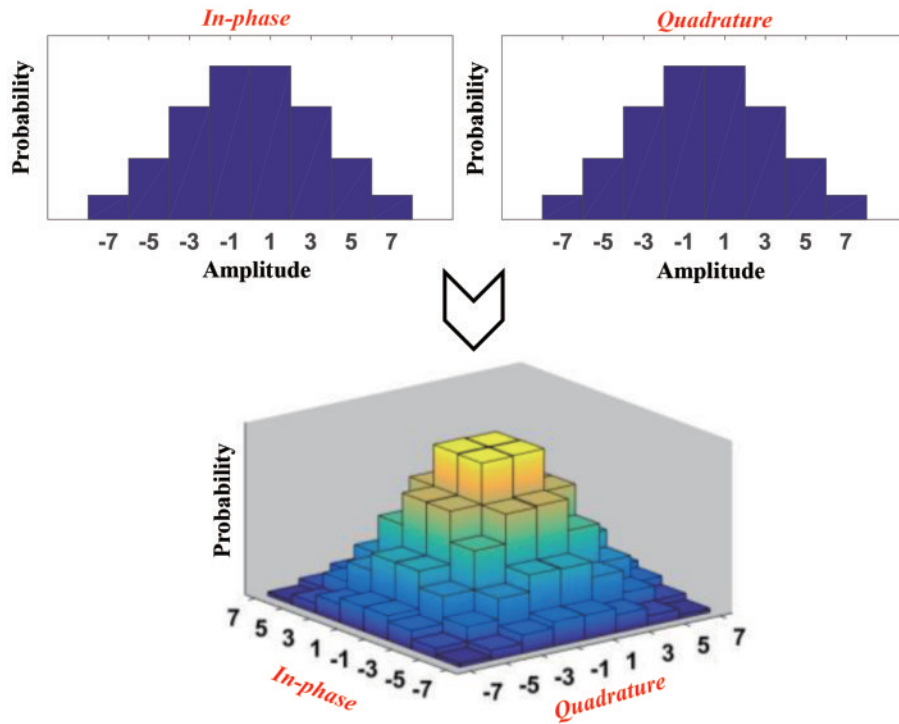 In-phase
Probability
-7 -5 -3 -1 1 3 5 7
Amplitude
Quadrature
Probability
-7 -5 -3 -1 1 3 5 7
Amplitude
Probability
7 5 3 1 -1 -3 -5 -7
In-phase
-7 -5 -3 -1 1 3 5 7
Quadrature